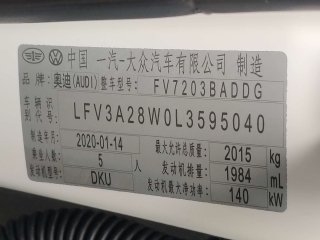 中国 一汽-大众汽车有限公司 制造
品 牌: 奥迪(AUDI) 整车型号: FV7203BADDG
车辆识别代号: LFV3A28W0L3595040
制造年月: 2020-01-14 最大允许总质量: 2015 kg
乘坐人数: 5 人 发动机排量: 1984 mL
发动机型号: DKU 发动机最大净功率: 140 kW